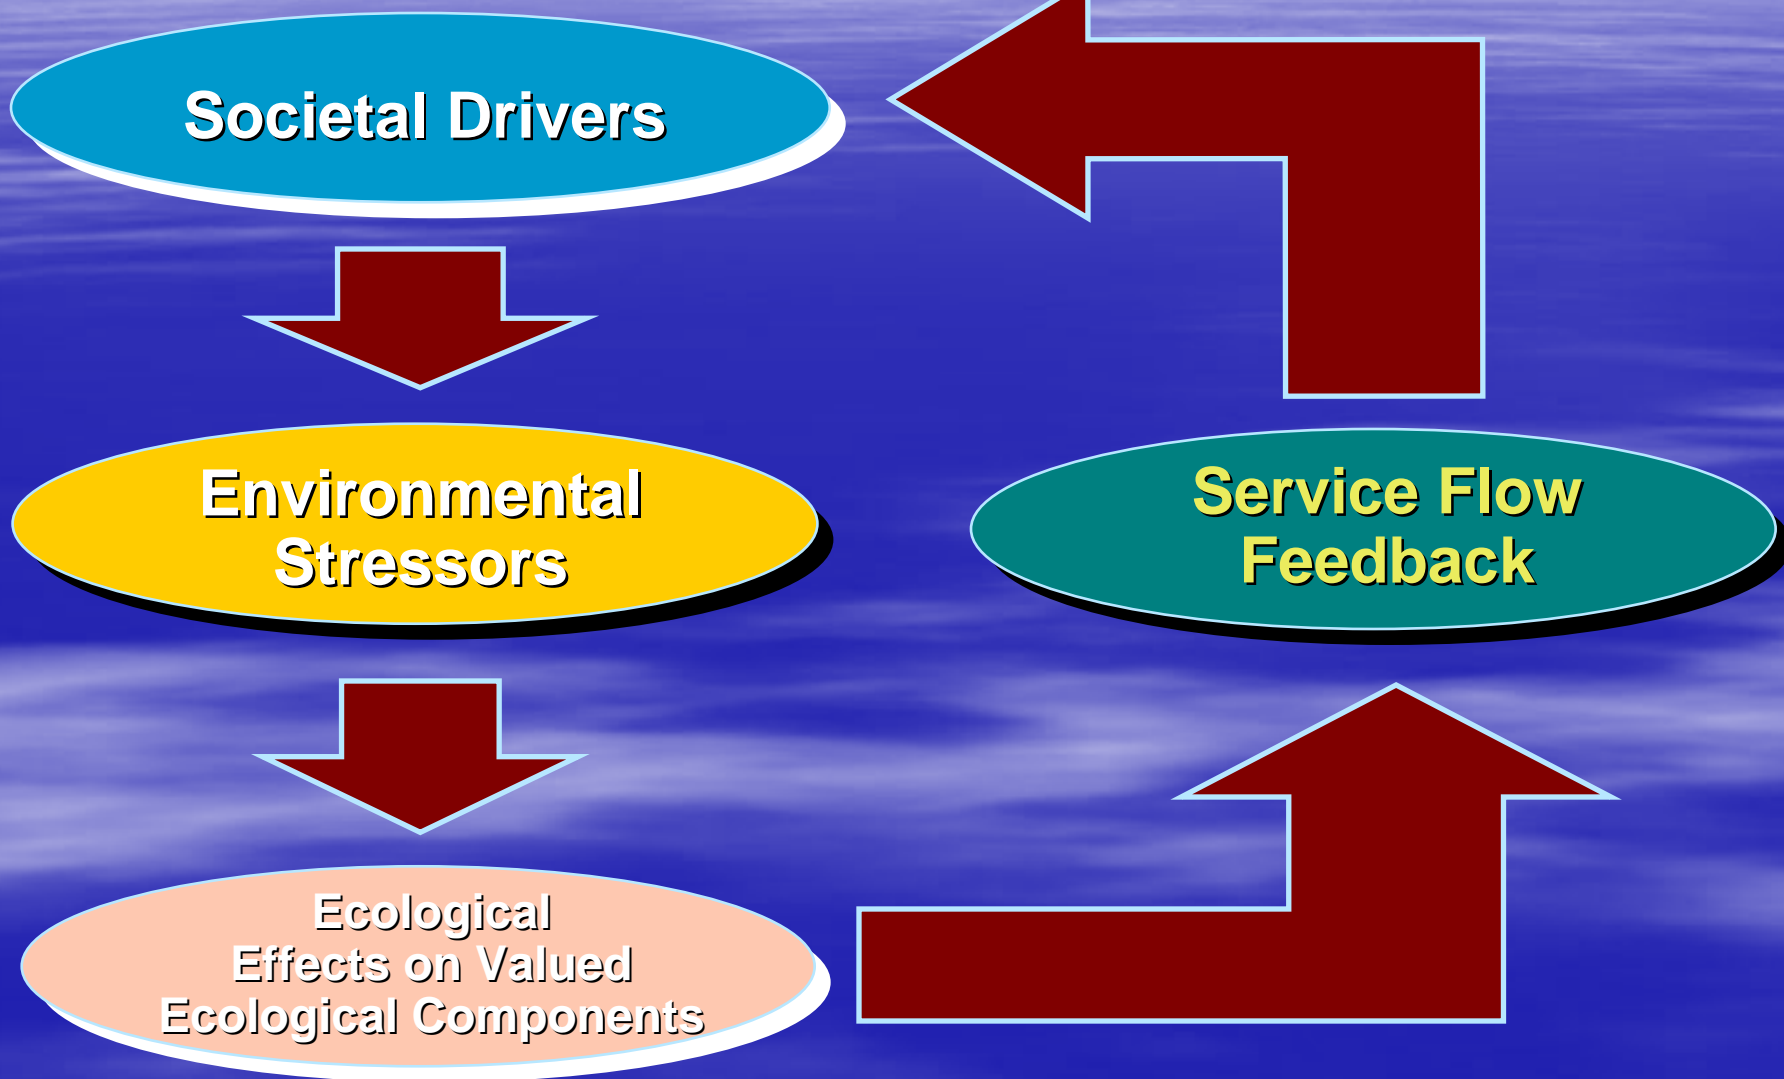 Societal Drivers
Environmental
Stressors
Service Flow
Feedback
Ecological
Effects on Valued
Ecological Components